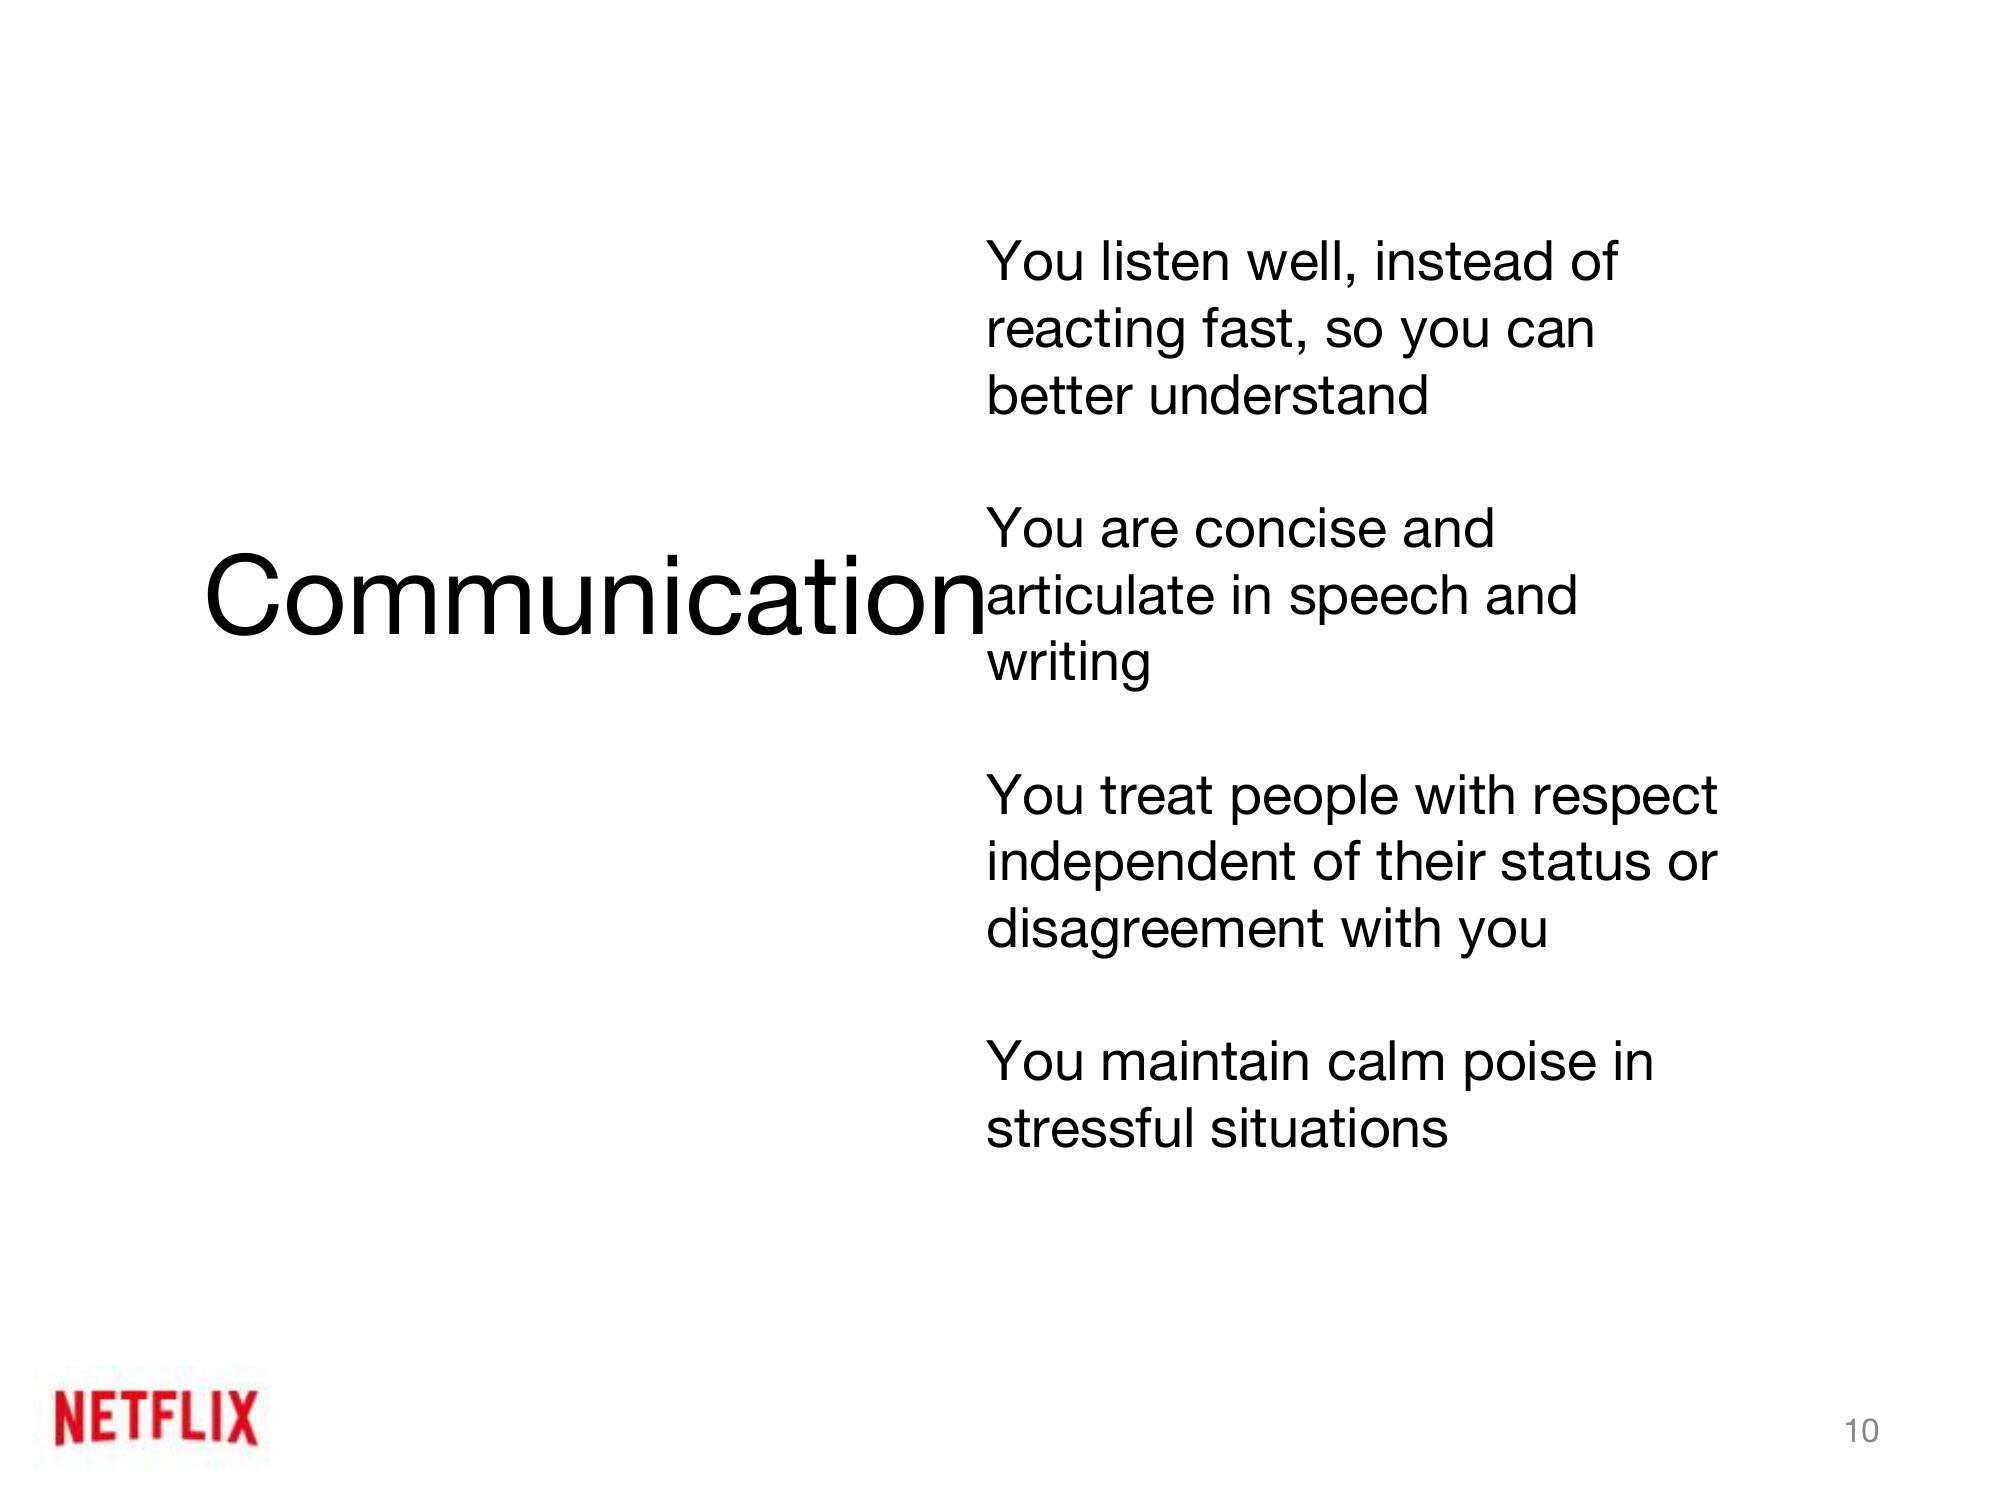 Communication
You listen well, instead of
reacting fast, so you can
better understand
You are concise and
articulate in speech and
writing
You treat people with respect
independent of their status or
disagreement with you
You maintain calm poise in
stressful situations
NETFLIX
10